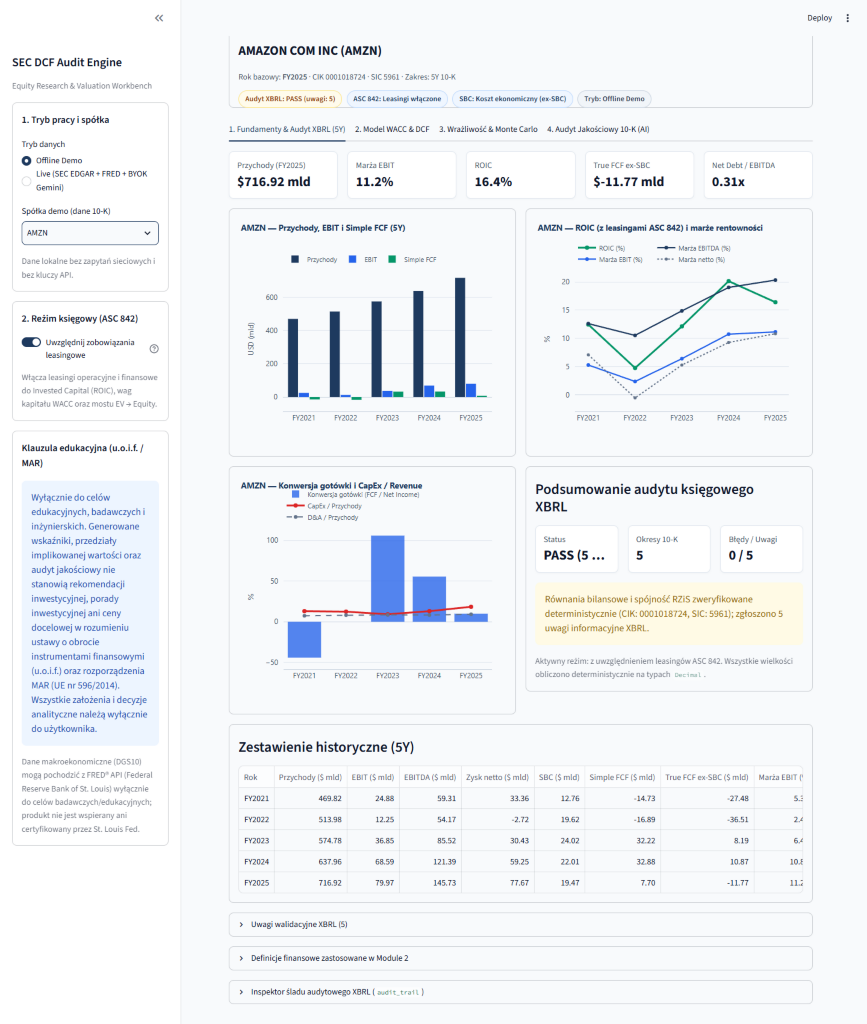 Deploy
SEC DCF Audit Engine
Equity Research & Valuation Workbench
1. Tryb pracy i spółka
Tryb danych
Offline Demo
Live (SEC EDGAR + FRED + BYOK
Gemini)
Spółka demo (dane 10-K)
AMZN
Dane lokalne bez zapytań sieciowych i
bez kluczy API.
2. Reżim księgowy (ASC 842)
Uwzględnij zobowiązania
leasingowe
Włącza leasingi operacyjne i finansowe
do Invested Capital (ROIC), wag
kapitału WACC oraz mostu EV → Equity.
Klauzula edukacyjna (u.o.i.f. /
MAR)
Wyłącznie do celów
edukacyjnych, badawczych i
inżynierskich. Generowane
wskaźniki, przedziały
implikowanej wartości oraz
audyt jakościowy nie
stanowią rekomendacji
inwestycyjnej, porady
inwestycyjnej ani ceny
docelowej w rozumieniu
ustawy o obrocie
instrumentami finansowymi
(u.o.i.f.) oraz rozporządzenia
MAR (UE nr 596/2014).
Wszystkie założenia i decyzje
analityczne należą wyłącznie
do użytkownika.
Dane makroekonomiczne (DGS10)
mogą pochodzić z FRED® API (Federal
Reserve Bank of St. Louis) wyłącznie
do celów badawczych/edukacyjnych;
produkt nie jest wspierany ani
certyfikowany przez St. Louis Fed.
AMAZON COM INC (AMZN)
Rok bazowy: FY2025 · CIK 0001018724 · SIC 5961 · Zakres: 5Y 10-K
Audyt XBRL: PASS (uwagi: 5) ASC 842: Leasingi włączone SBC: Koszt ekonomiczny (ex-SBC) Tryb: Offline Demo
1. Fundamenty & Audyt XBRL (5Y) 2. Model WACC & DCF 3. Wrażliwość & Monte Carlo 4. Audyt Jakościowy 10-K (AI)
Przychody (FY2025) Marża EBIT ROIC True FCF ex-SBC Net Debt / EBITDA
$716.92 mld 11.2% 16.4% $-11.77 mld 0.31x
AMZN — Przychody, EBIT i Simple FCF (5Y)
Przychody EBIT Simple FCF
USD (mld)
600
400
200
0
FY2021 FY2022 FY2023 FY2024 FY2025
AMZN — ROIC (z leasingami ASC 842) i marże rentowności
ROIC (%) Marża EBITDA (%)
Marża EBIT (%) Marża netto (%)
%
20
15
10
5
0
FY2021 FY2022 FY2023 FY2024 FY2025
AMZN — Konwersja gotówki i CapEx / Revenue
Konwersja gotówki (FCF / Net Income)
CapEx / Przychody
D&A / Przychody
%
100
50
0
−50
FY2021 FY2022 FY2023 FY2024 FY2025
Podsumowanie audytu księgowego
XBRL
Status Okresy 10-K Błędy / Uwagi
PASS (5 ... 5 0 / 5
Równania bilansowe i spójność RZiS zweryfikowane
deterministycznie (CIK: 0001018724, SIC: 5961); zgłoszono 5
uwagi informacyjne XBRL.
Aktywny reżim: z uwzględnieniem leasingów ASC 842. Wszystkie wielkości
obliczono deterministycznie na typach Decimal .
Zestawienie historyczne (5Y)
Rok Przychody ($ mld) EBIT ($ mld) EBITDA ($ mld) Zysk netto ($ mld) SBC ($ mld) Simple FCF ($ mld) True FCF ex-SBC ($ mld) Marża EBIT (%
FY2021 469.82 24.88 59.31 33.36 12.76 -14.73 -27.48 5.3
FY2022 513.98 12.25 54.17 -2.72 19.62 -16.89 -36.51 2.4
FY2023 574.78 36.85 85.52 30.43 24.02 32.22 8.19 6.4
FY2024 637.96 68.59 121.39 59.25 22.01 32.88 10.87 10.8
FY2025 716.92 79.97 145.73 77.67 19.47 7.70 -11.77 11.2
Uwagi walidacyjne XBRL (5)
Definicje finansowe zastosowane w Module 2
Inspektor śladu audytowego XBRL ( audit_trail )